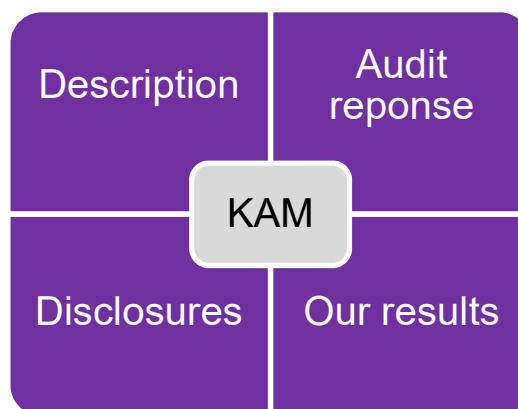 Description
Audit
reponse
KAM
Disclosures
Our results